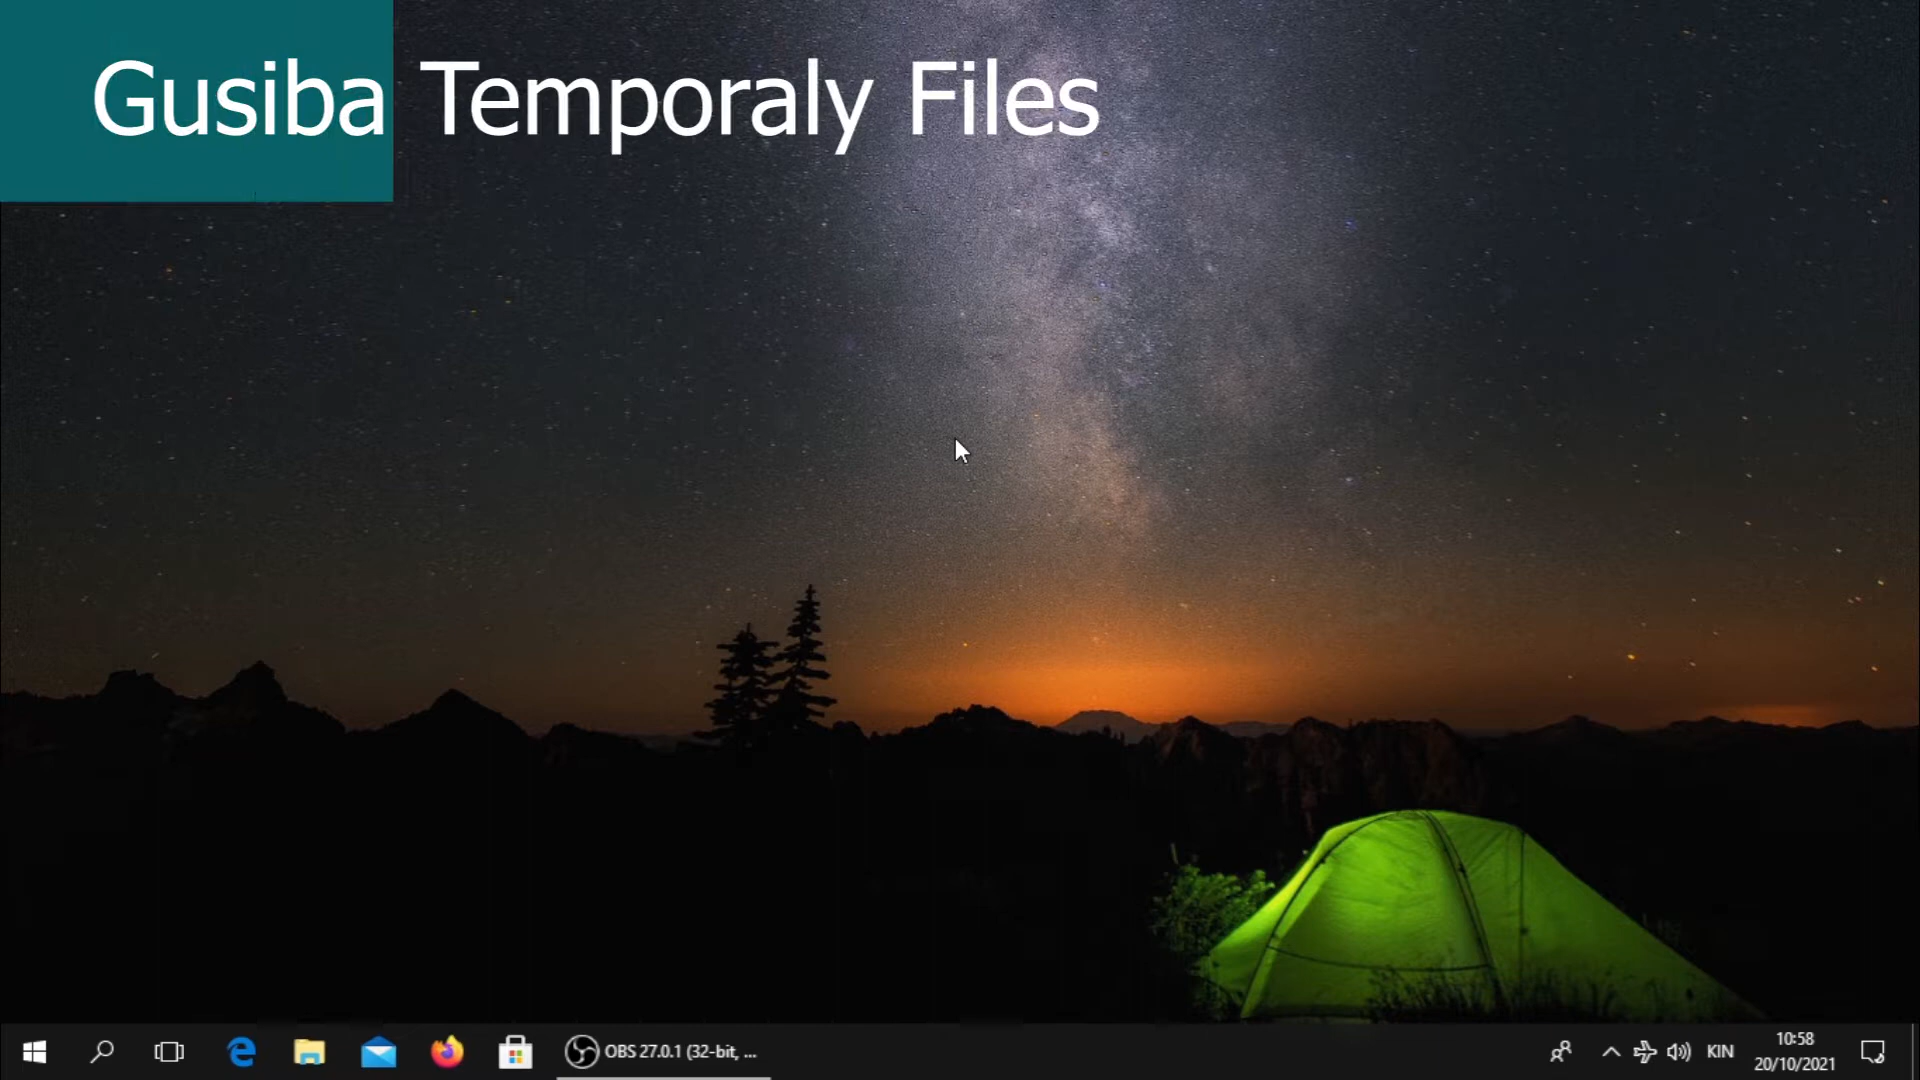 Gusiba Temporaly Files
OBS 27.0.1 (32-bit, ...
KIN
10:58
20/10/2021